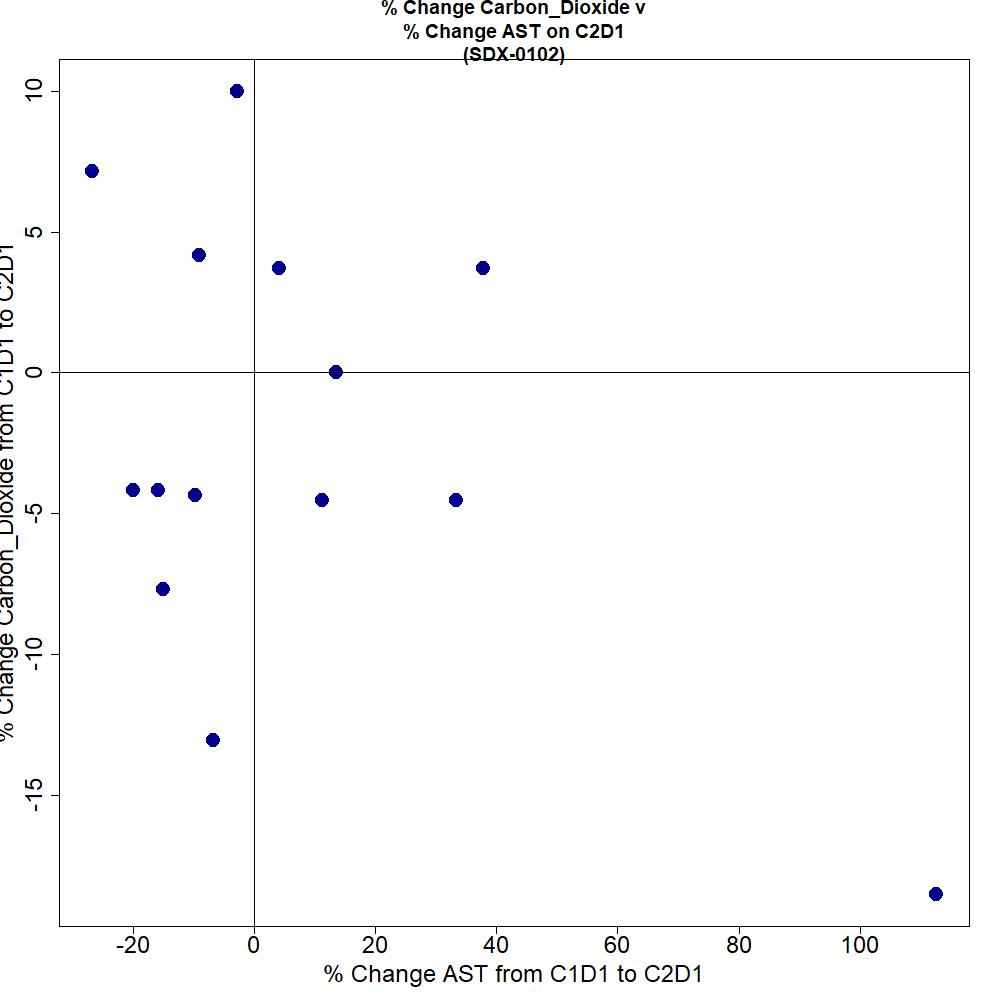 % Change Carbon_Dioxide v
% Change AST on C2D1
(SDX-0102)
10
5
0
-5
-10
-15
% Change Carbon_Dioxide from C1D1 to C2D1
-20
0
20
40
60
80
100
% Change AST from C1D1 to C2D1